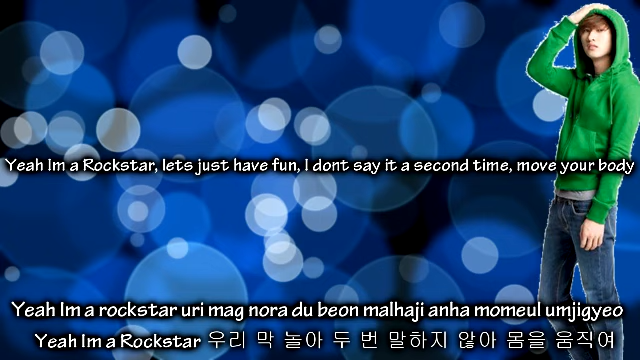 Yeah Im a Rockstar, lets just have fun, I dont say it a second time, move your body
Yeah Im a rockstar uri mag nora du beon malhaji anha momeul umjigyeo
Yeah Im a Rockstar 우리 막 놀아 두 번 말하지 않아 몸을 움직여